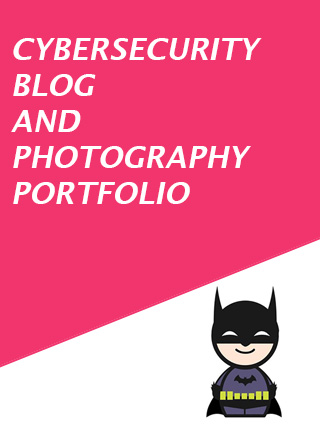 CYBERSECURITY
BLOG
AND
PHOTOGRAPHY
PORTFOLIO